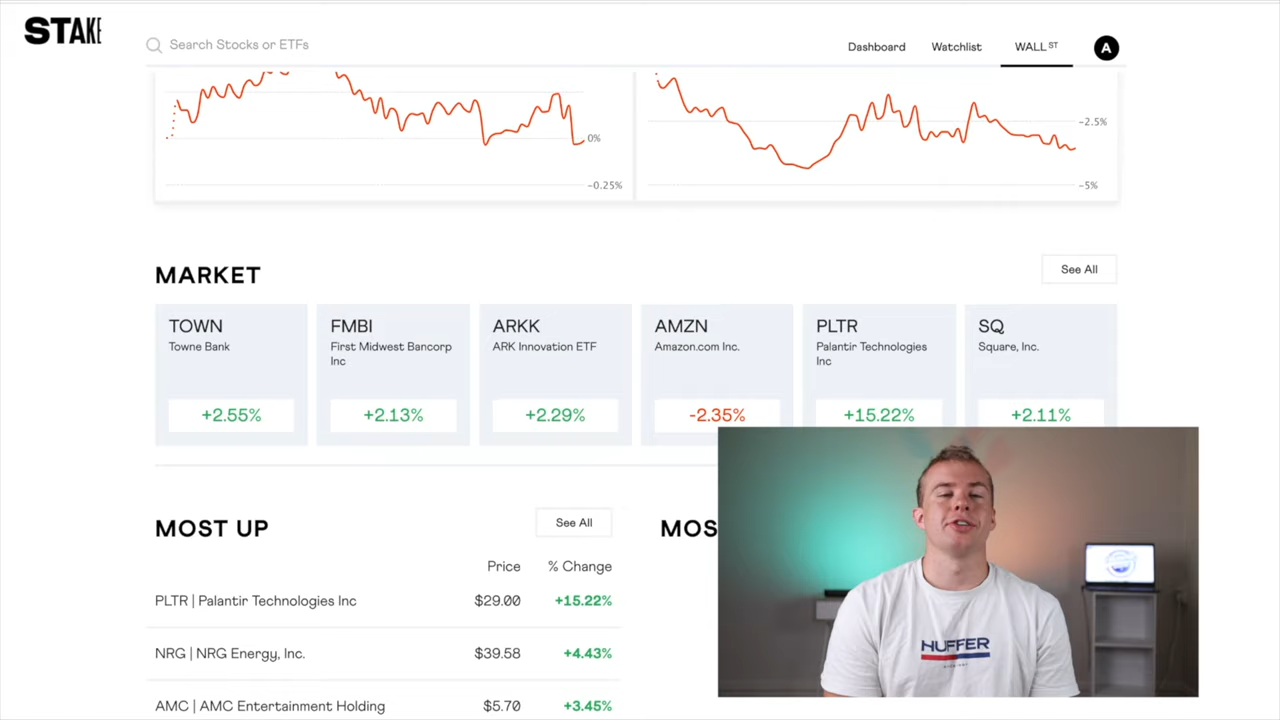 STAKE
Search Stocks or ETFs
Dashboard
Watchlist
WALL ST
A
0%
-0.25%
-2.5%
-5%
MARKET
See All
TOWN
Towne Bank
+2.55%
FMBI
First Midwest Bancorp
Inc
+2.13%
ARKK
ARK Innovation ETF
+2.29%
AMZN
Amazon.com Inc.
-2.35%
PLTR
Palantir Technologies
Inc
+15.22%
SQ
Square, Inc.
+2.11%
MOST UP
See All
Price % Change
PLTR | Palantir Technologies Inc $29.00 +15.22%
NRG | NRG Energy, Inc. $39.58 +4.43%
AMC | AMC Entertainment Holding $5.70 +3.45%
MOS
HUFFER